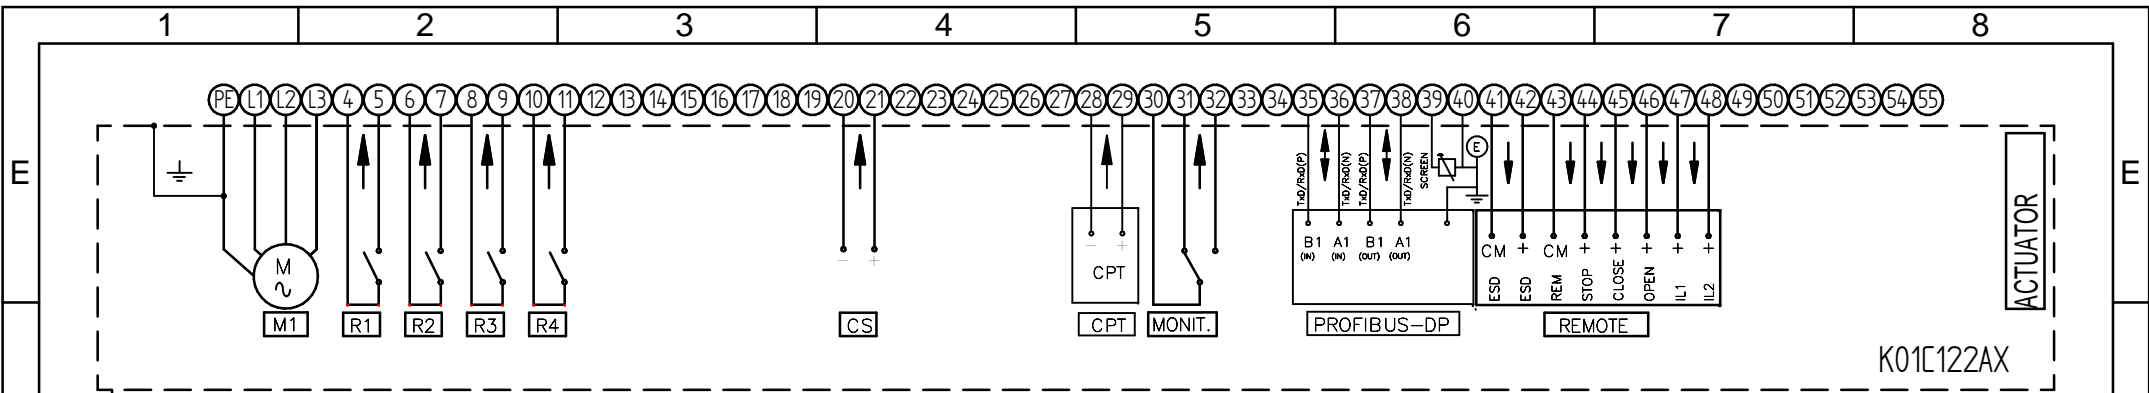 1 2 3 4 5 6 7 8
PE L1 L2 L3 4 5 6 7 8 9 10 11 12 13 14 15 16 17 18 19 20 21 22 23 24 25 26 27 28 29 30 31 32 33 34 35 36 37 38 39 40 41 42 43 44 45 46 47 48 49 50 51 52 53 54 55
E E
E
TxD/RxD(P) TxD/RxD(N) TxD/RxD(P) TxD/RxD(N) SCREEN
ACTUATOR
B1 A1 B1 A1
(IN) (IN) (OUT) (OUT)
CM + CM + + + + +
ESD ESD REM STOP CLOSE OPEN IL1 IL2
- +
- +
CPT
M
M1 R1 R2 R3 R4 CS CPT MONIT. PROFIBUS-DP REMOTE
K01C122AX